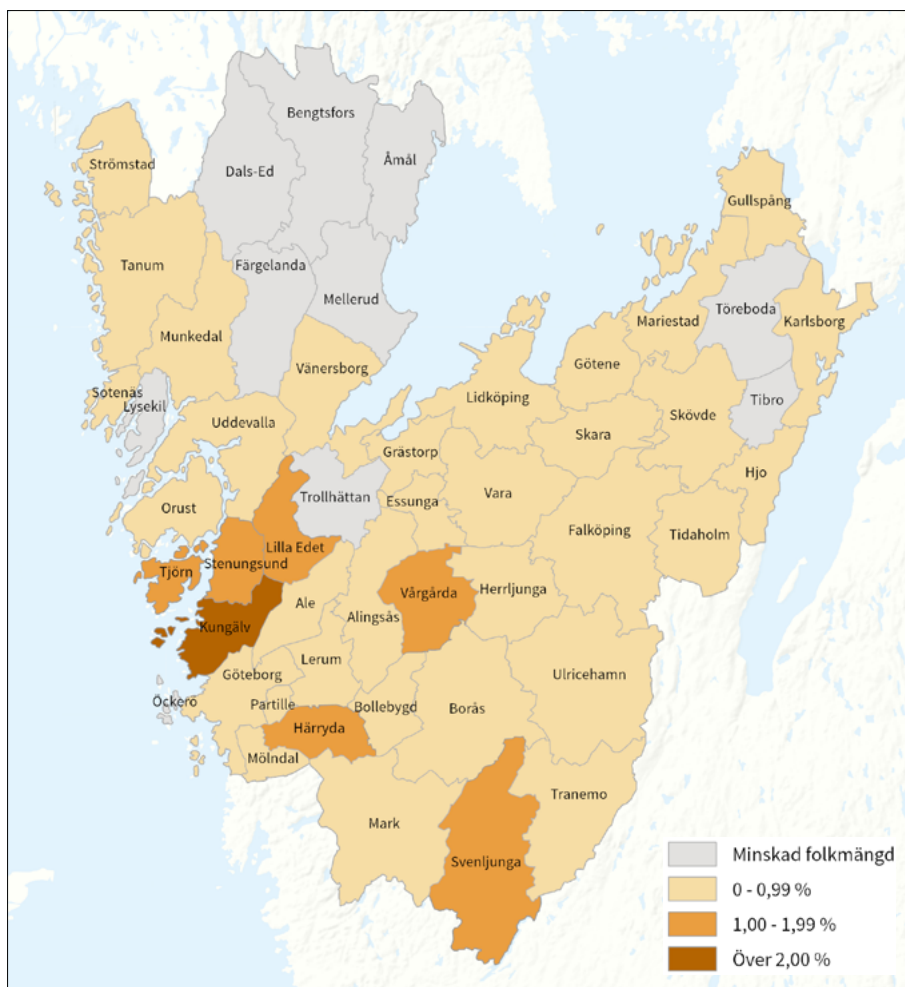 Bengtsfors
Åmål
Strömstad
Dals-Ed
Gullspång
Tanum
Färgelanda
Mellerud
Töreboda
Mariestad
Karlsborg
Munkedal
Vänersborg
Götene
Sotenäs
Lysekil
Lidköping
Tibro
Skövde
Uddevalla
Skara
Grästorp
Hjo
Trollhättan
Essunga
Vara
Orust
Falköping
Tidaholm
Lilla Edet
Stenungsund
Tjörn
Herrljunga
Vårgårda
Ale
Alingsås
Kungälv
Lerum
Göteborg
Ulricehamn
Öckerö
Partille
Bollebygd
Borås
Härryda
Mölndal
Tranemo
Mark
Svenljunga
Minskad folkmängd
0 - 0,99 %
1,00 - 1,99 %
Över 2,00 %